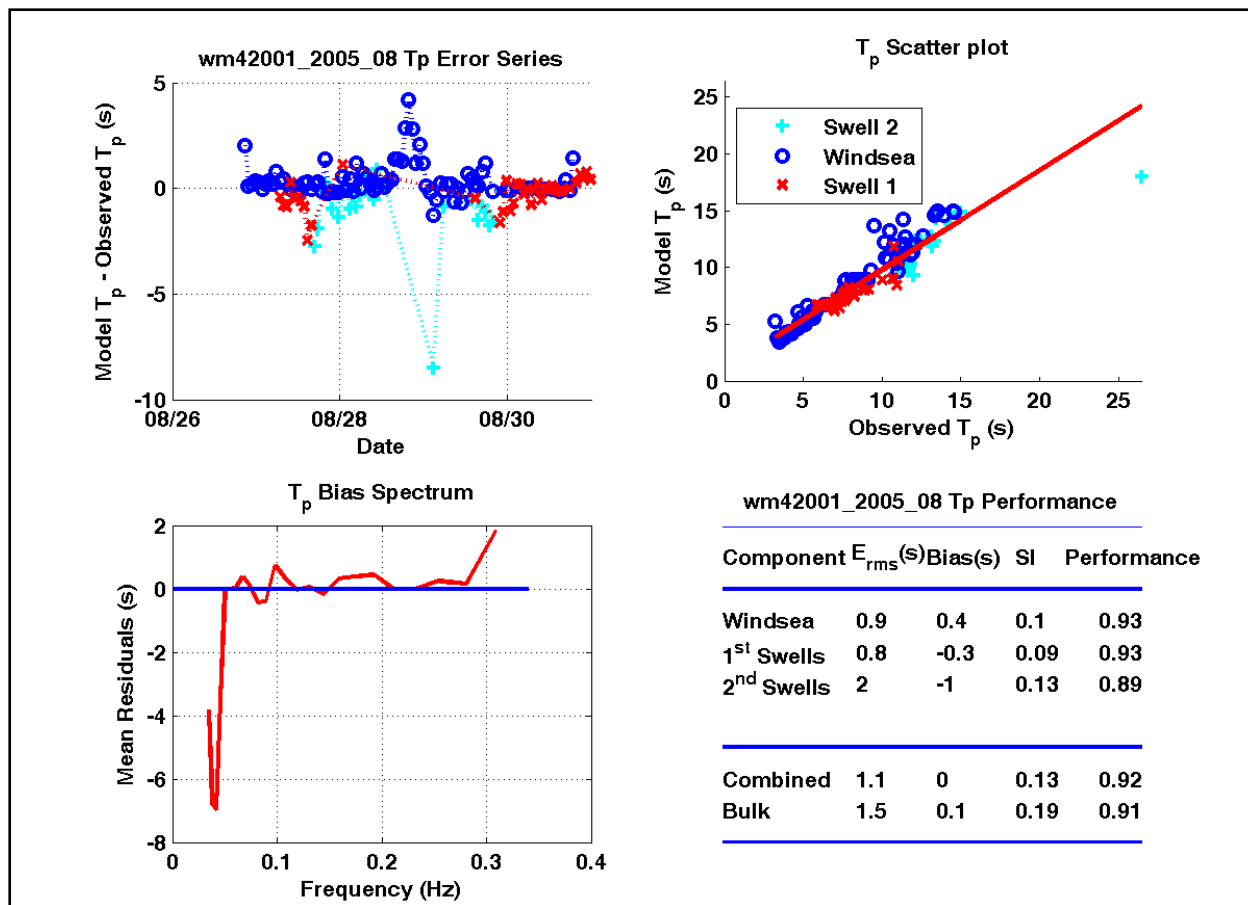 wm42001_2005_08 Tp Error Series
Model Tp - Observed Tp (s)
5
0
-5
-10
08/26
08/28
08/30
Date
Tp Scatter plot
Model Tp (s)
25
20
15
10
5
0
Swell 2
Windsea
Swell 1
0
5
10
15
20
25
Observed Tp (s)
Tp Bias Spectrum
Mean Residuals (s)
2
0
-2
-4
-6
-8
0
0.1
0.2
0.3
0.4
Frequency (Hz)
wm42001_2005_08 Tp Performance
Component Erms(s) Bias(s) SI Performance
Windsea 0.9 0.4 0.1 0.93
1st Swells 0.8 -0.3 0.09 0.93
2nd Swells 2 -1 0.13 0.89
Combined 1.1 0 0.13 0.92
Bulk 1.5 0.1 0.19 0.91